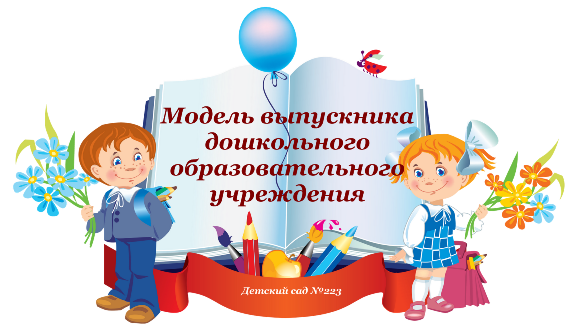 Модель выпускника
дошкольного
образовательного
учреждения
Детский сад №223